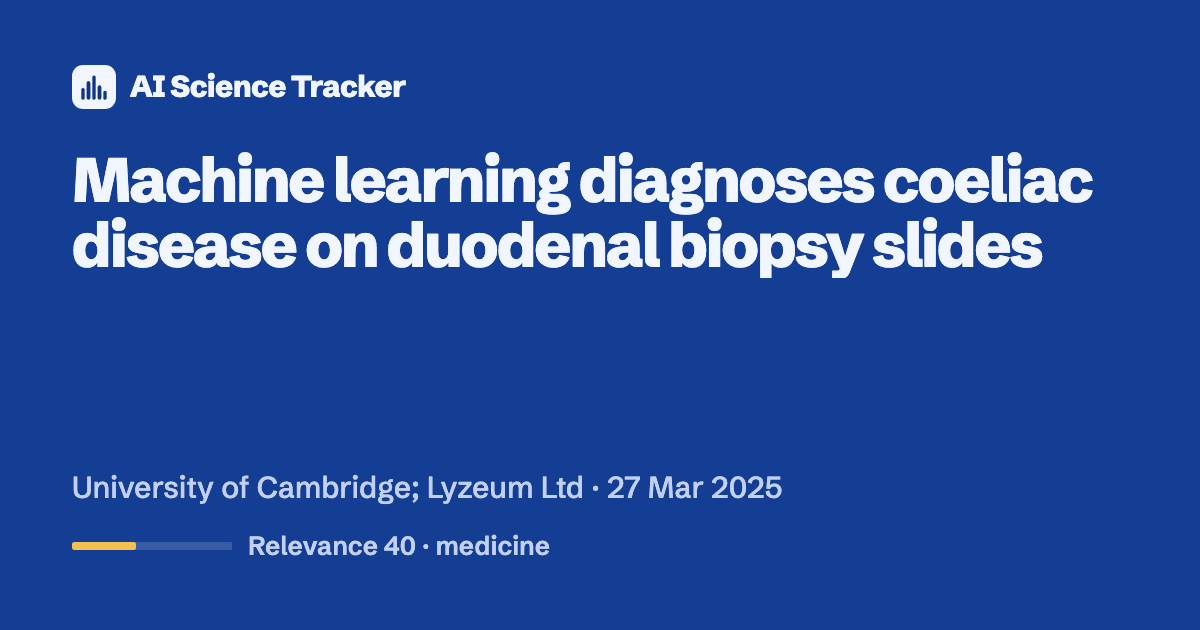 AI Science Tracker
Machine learning diagnoses coeliac
disease on duodenal biopsy slides
University of Cambridge; Lyzeum Ltd · 27 Mar 2025
Relevance 40 · medicine